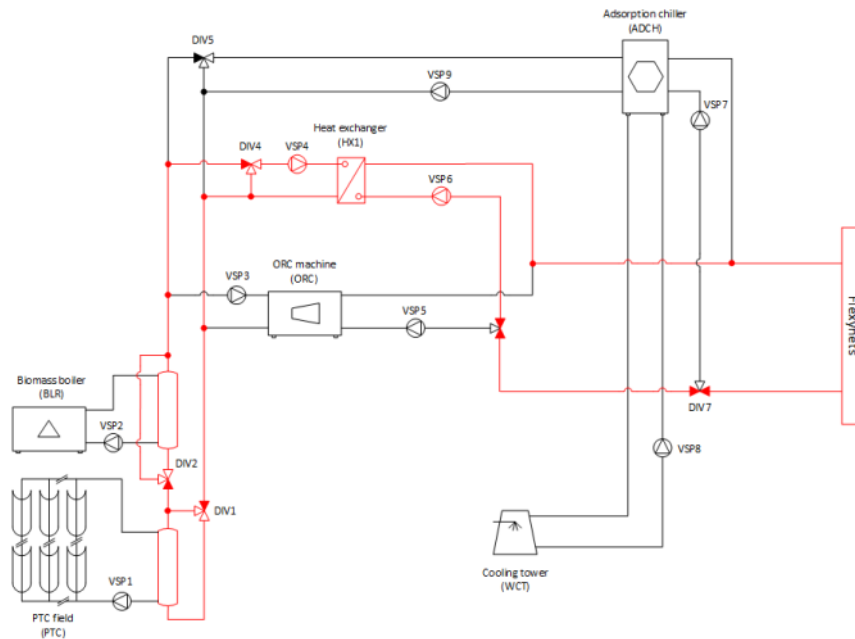 Adsorption chiller
(ADCH)
DIV5
VSP9
VSP7
Heat exchanger
(HX1)
DIV4
VSP4
VSP6
ORC machine
(ORC)
VSP3
VSP5
Flexynets
Biomass boiler
(BLR)
VSP2
DIV7
DIV2
VSP8
DIV1
VSP1
Cooling tower
(WCT)
PTC field
(PTC)